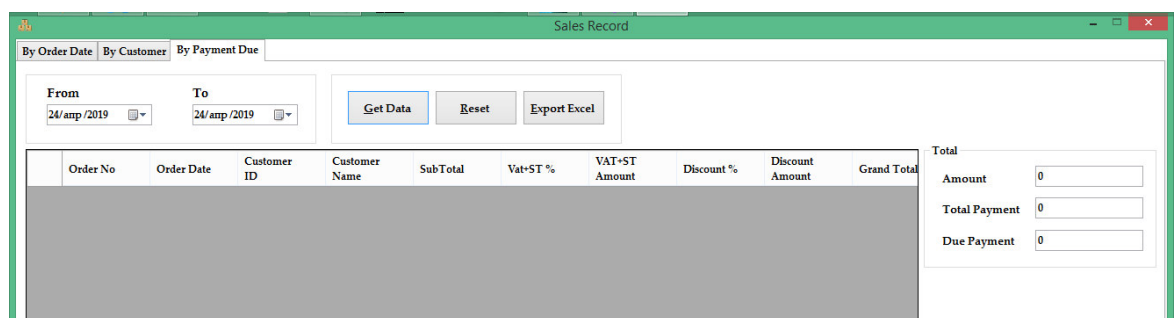 Sales Record
By Order Date By Customer By Payment Due
From To
24/апр /2019 24/апр /2019
Get Data Reset Export Excel
Order No Order Date Customer ID Customer Name SubTotal Vat+ST % VAT+ST Amount Discount % Discount Amount Grand Total
Total
Amount 0
Total Payment 0
Due Payment 0